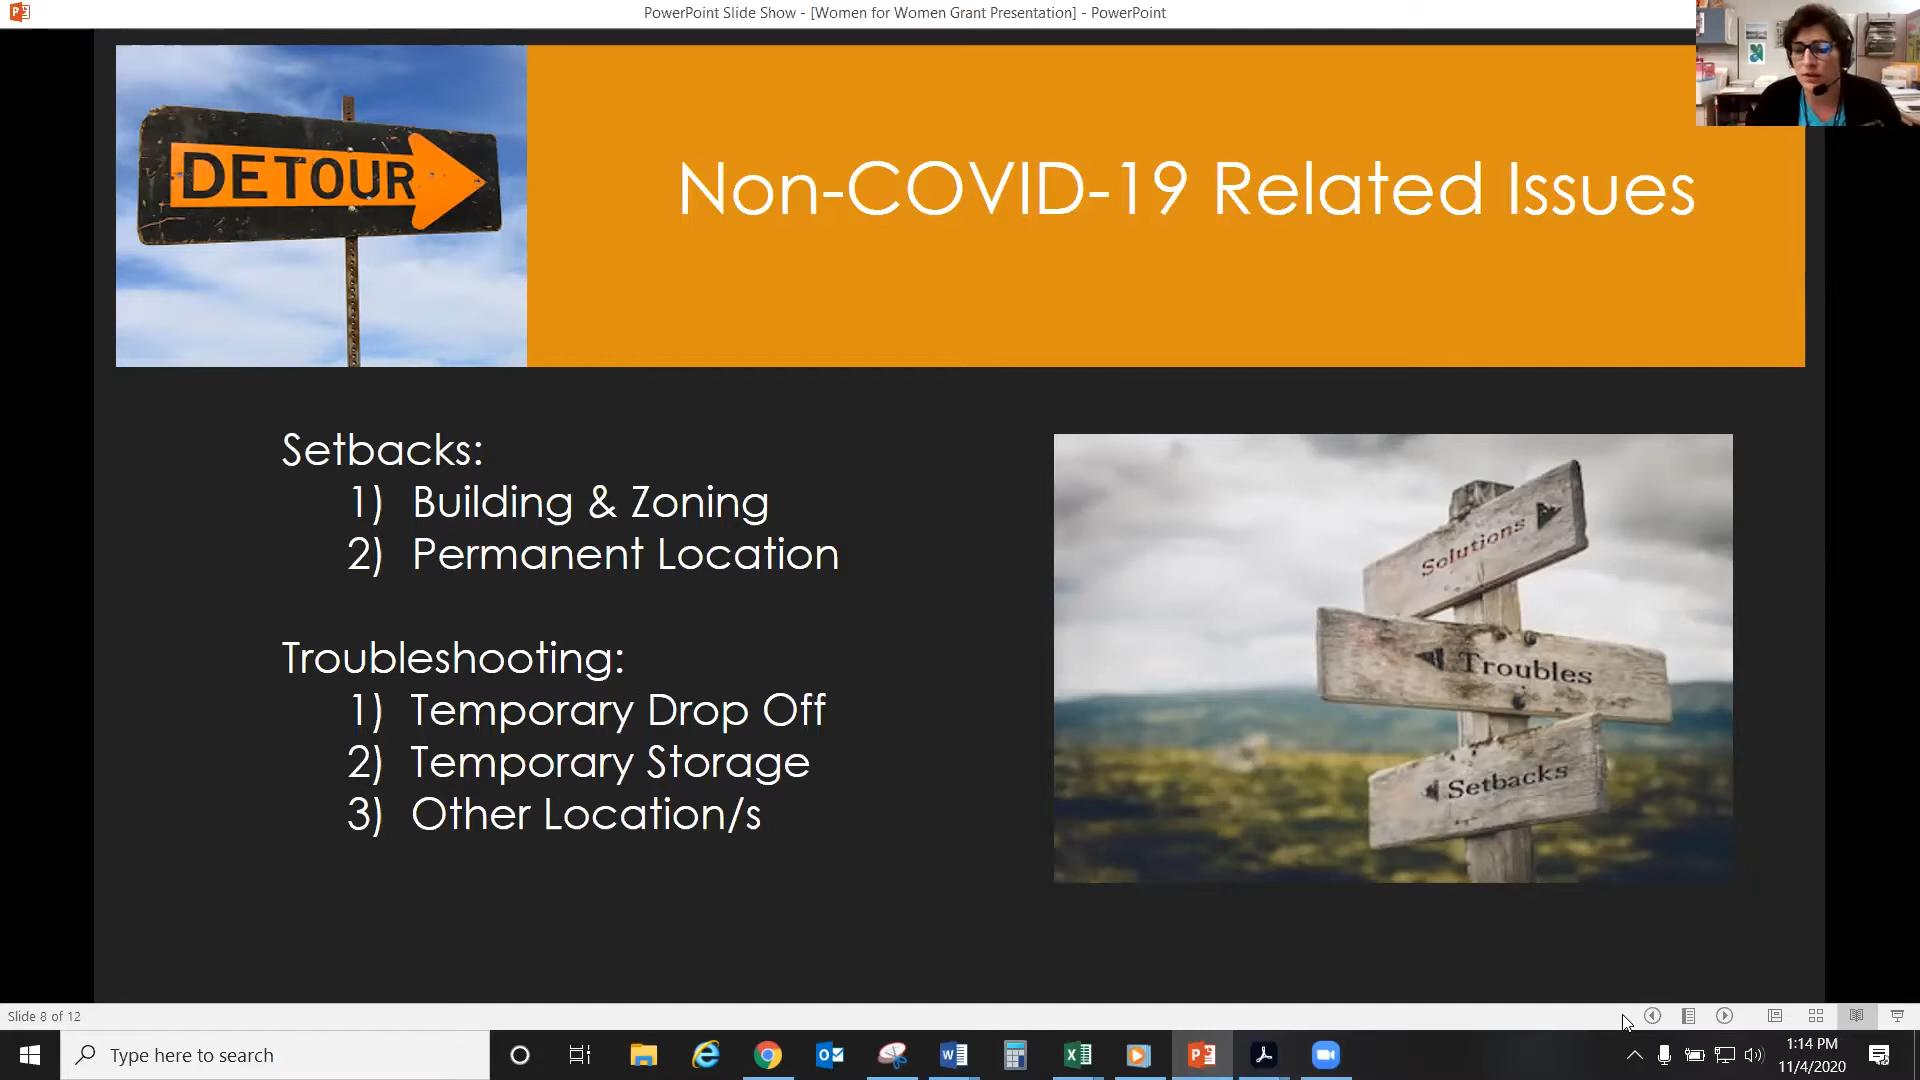 PowerPoint Slide Show - [Women for Women Grant Presentation] - PowerPoint
DETOUR
Non-COVID-19 Related Issues
Setbacks:
1) Building & Zoning
2) Permanent Location
Troubleshooting:
1) Temporary Drop Off
2) Temporary Storage
3) Other Location/s
Solutions
Troubles
Setbacks
Slide 8 of 12
Type here to search
1:14 PM
11/4/2020